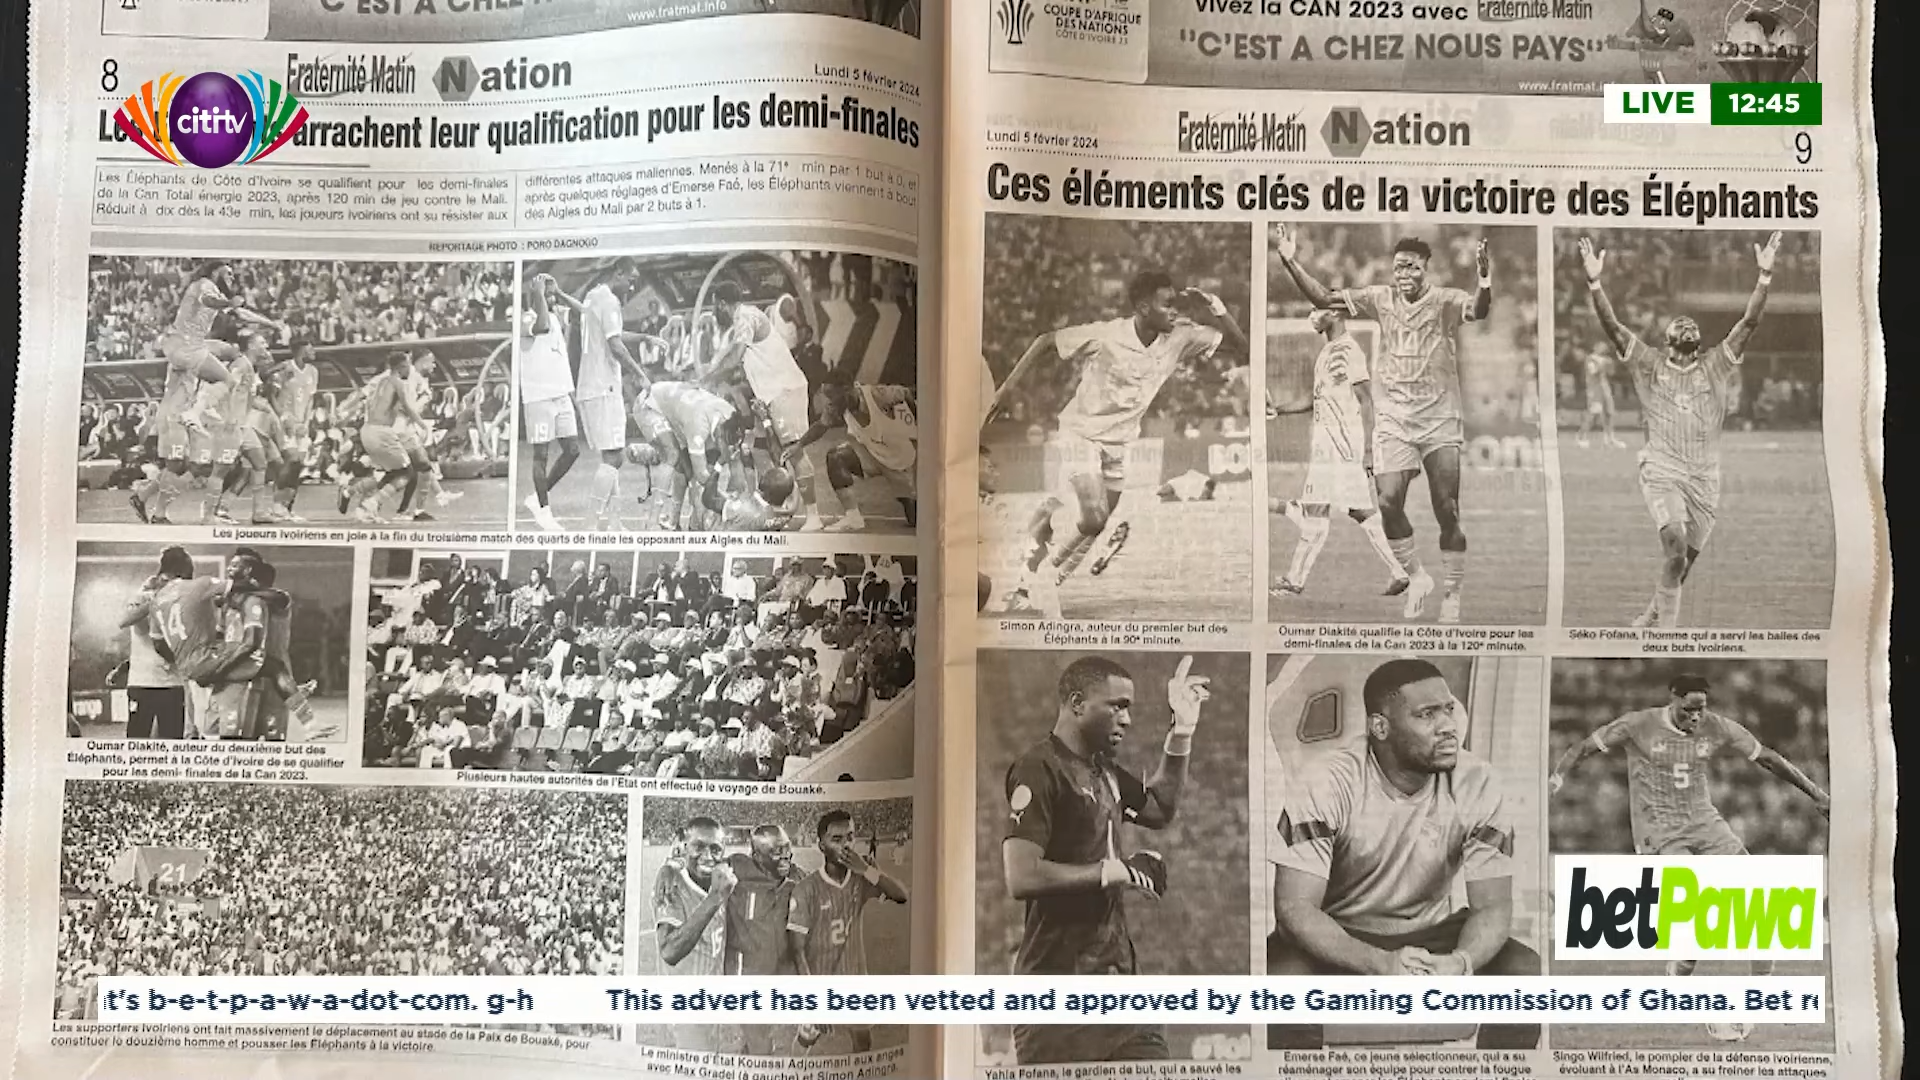 C'EST A CHEZ N
www.fratmat.info
8
Fraternité Matin Nation
Lundi 5 février 2024
arrachent leur qualification pour les demi-finales
Les Éléphants de Côte d'Ivoire se qualifient pour les demi-finales
de la Can Total énergie 2023, après 120 min de jeu contre le Mali.
Réduit à dix dès la 43e min, les joueurs ivoiriens ont su résister aux
différentes attaques maliennes. Menés à la 71e min par 1 but à 0, et
après quelques réglages d'Emerse Faé, les Éléphants viennent à bout
des Aigles du Mali par 2 buts à 1.
REPORTAGE PHOTO : PORO DAGNOGO
Les joueurs ivoiriens en joie à la fin du troisième match des quarts de finale les opposant aux Aigles du Mali.
Oumar Diakité, auteur du deuxième but des
Éléphants, permet à la Côte d'Ivoire de se qualifier
pour les demi- finales de la Can 2023.
Plusieurs hautes autorités de l'Etat ont effectué le voyage de Bouaké.
21
Les supporters ivoiriens ont fait massivement le déplacement au stade de la Paix de Bouaké, pour
constituer le douzième homme et pousser les Éléphants à la victoire.
Le ministre d'État Kouassi Adjoumani aux anges
avec Max Gradel (à gauche) et Simon Adingra.
COUPE D'AFRIQUE
DES NATIONS
CÔTE D'IVOIRE 23
Vivez la CAN 2023 avec Fraternité Matin
"C'EST A CHEZ NOUS PAYS"
www.fratmat.in
Lundi 5 février 2024
Fraternité Matin Nation
9
Ces éléments clés de la victoire des Éléphants
Simon Adingra, auteur du premier but des
Éléphants à la 90e minute.
Oumar Diakité qualifie la Côte d'Ivoire pour les
demi-finales de la Can 2023 à la 120e minute.
Séko Fofana, l'homme qui a servi les balles des
deux buts ivoiriens.
5
Yahia Fofana, le gardien de but, qui a sauvé les
Emerse Faé, ce jeune sélectionneur, qui a su
réaménager son équipe pour contrer la fougue
Singo Wilfried, le pompier de la défense ivoirienne,
évoluant à l'As Monaco, a su freiner les attaques
citi tv
LIVE 12:45
betPawa
t's b-e-t-p-a-w-a-dot-com. g-h This advert has been vetted and approved by the Gaming Commission of Ghana. Bet re